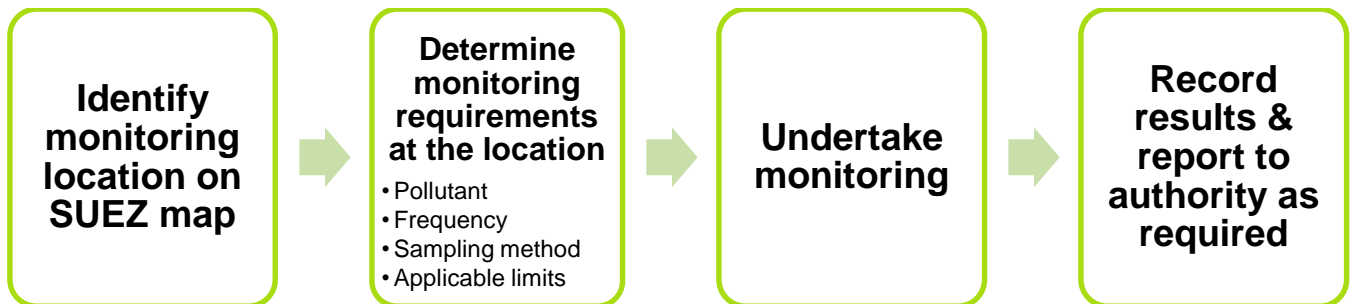 Identify
monitoring
location on
SUEZ map
Determine
monitoring
requirements
at the location
• Pollutant
• Frequency
• Sampling method
• Applicable limits
Undertake
monitoring
Record
results &
report to
authority as
required